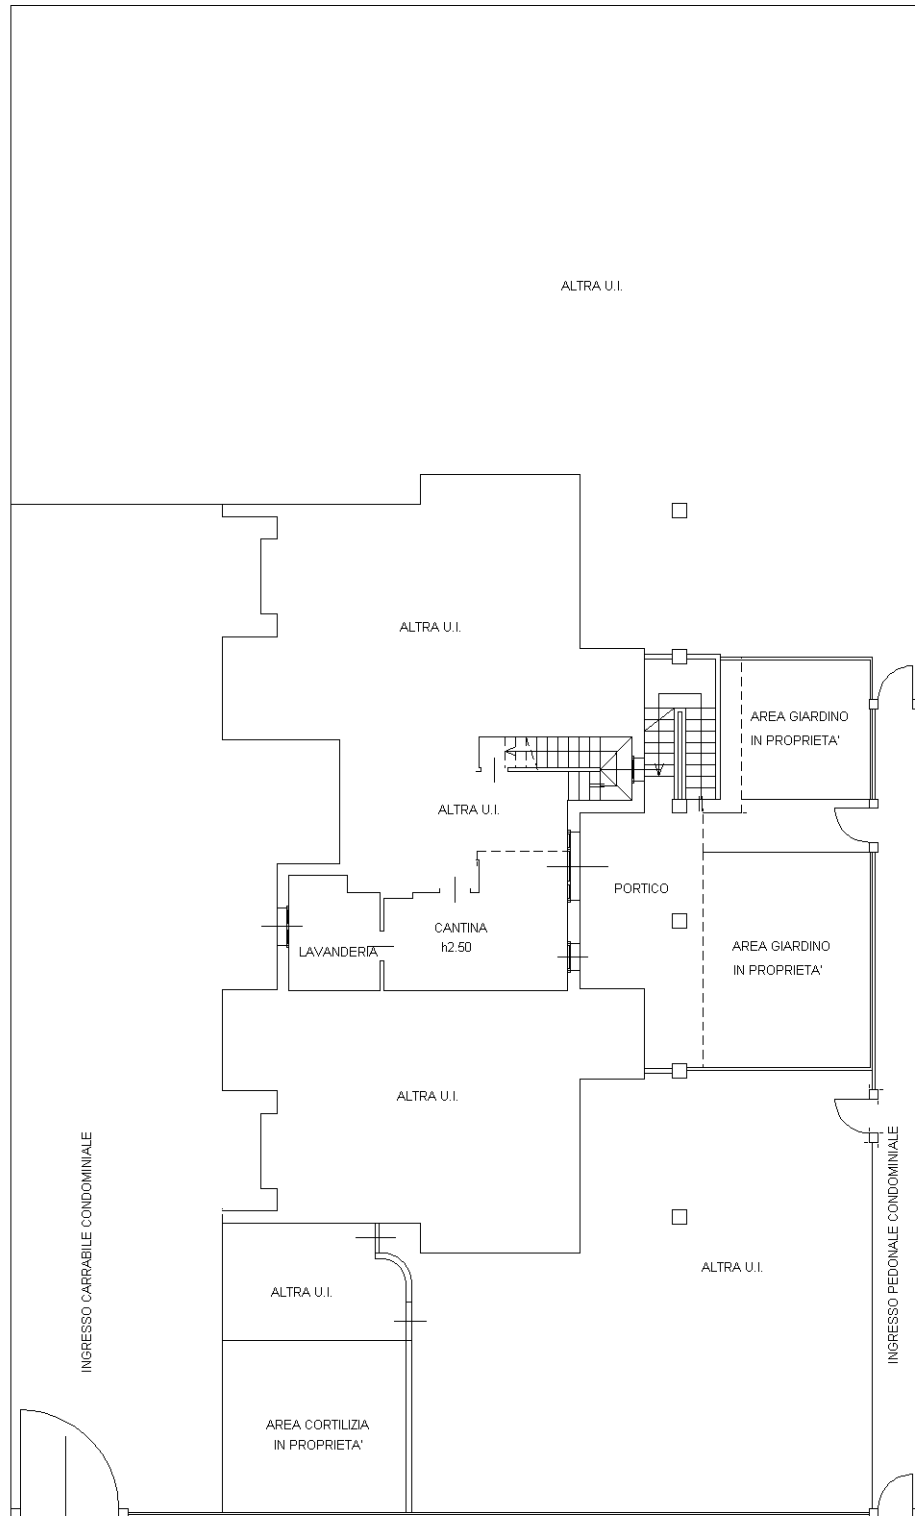 ALTRA U.I.
ALTRA U.I.
AREA GIARDINO
IN PROPRIETA'
ALTRA U.I.
PORTICO
CANTINA
h2.50
LAVANDERIA
AREA GIARDINO
IN PROPRIETA'
ALTRA U.I.
INGRESSO CARRABILE CONDOMINIALE
INGRESSO PEDONALE CONDOMINIALE
ALTRA U.I.
ALTRA U.I.
AREA CORTILIZIA
IN PROPRIETA'